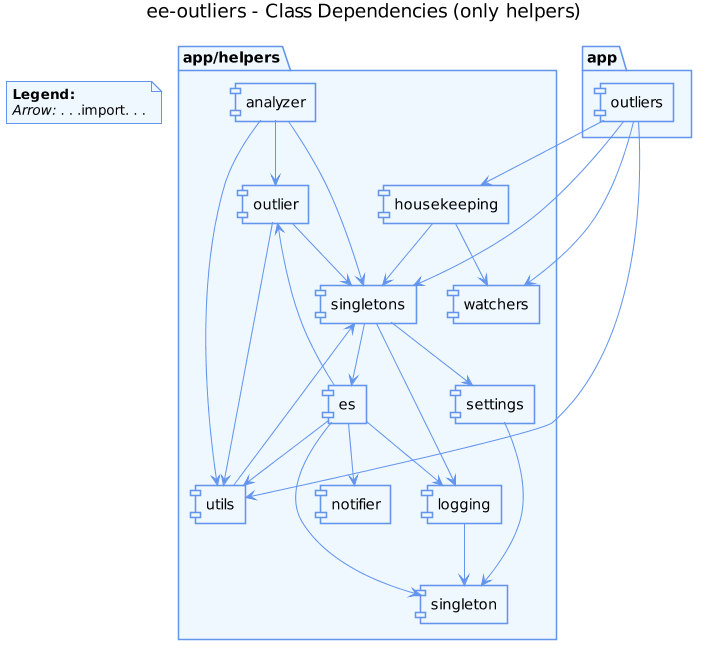 ee-outliers - Class Dependencies (only helpers)
app/helpers
app
Legend:
Arrow: . . .import. . .
analyzer
outliers
outlier
housekeeping
singletons
watchers
es
settings
utils
notifier
logging
singleton